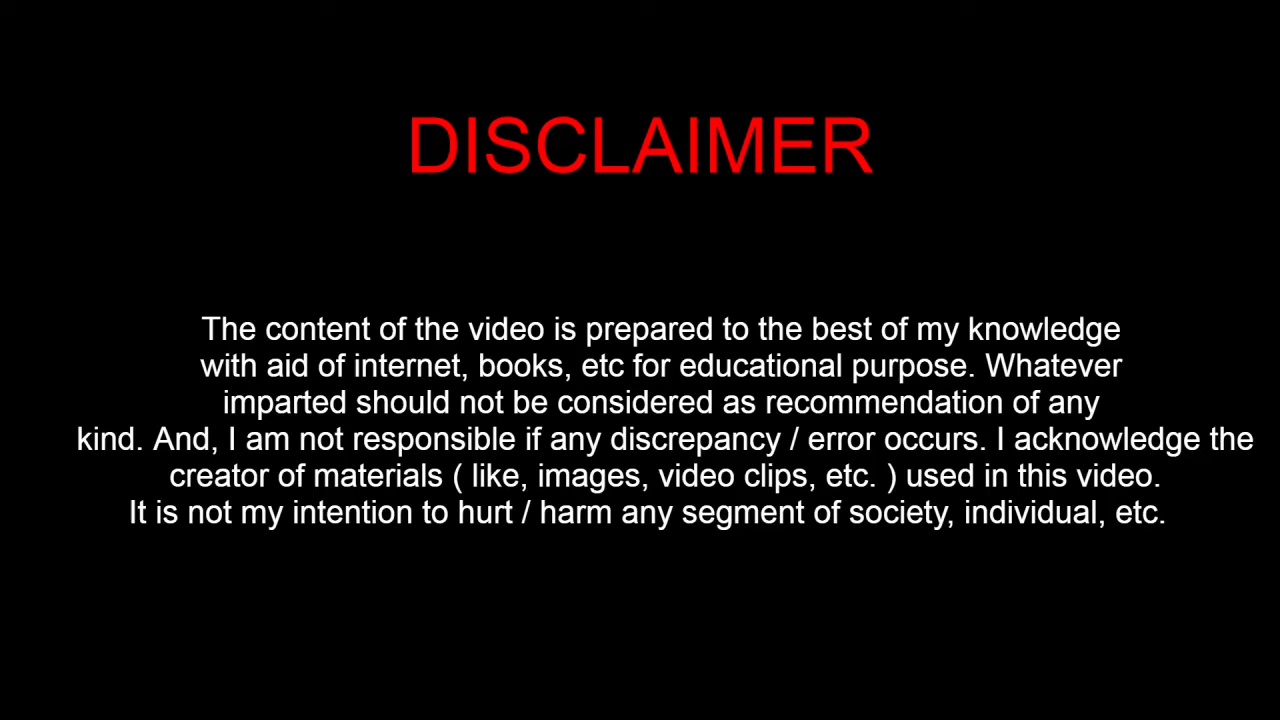 DISCLAIMER
The content of the video is prepared to the best of my knowledge
with aid of internet, books, etc for educational purpose. Whatever
imparted should not be considered as recommendation of any
kind. And, I am not responsible if any discrepancy / error occurs. I acknowledge the
creator of materials ( like, images, video clips, etc. ) used in this video.
It is not my intention to hurt / harm any segment of society, individual, etc.